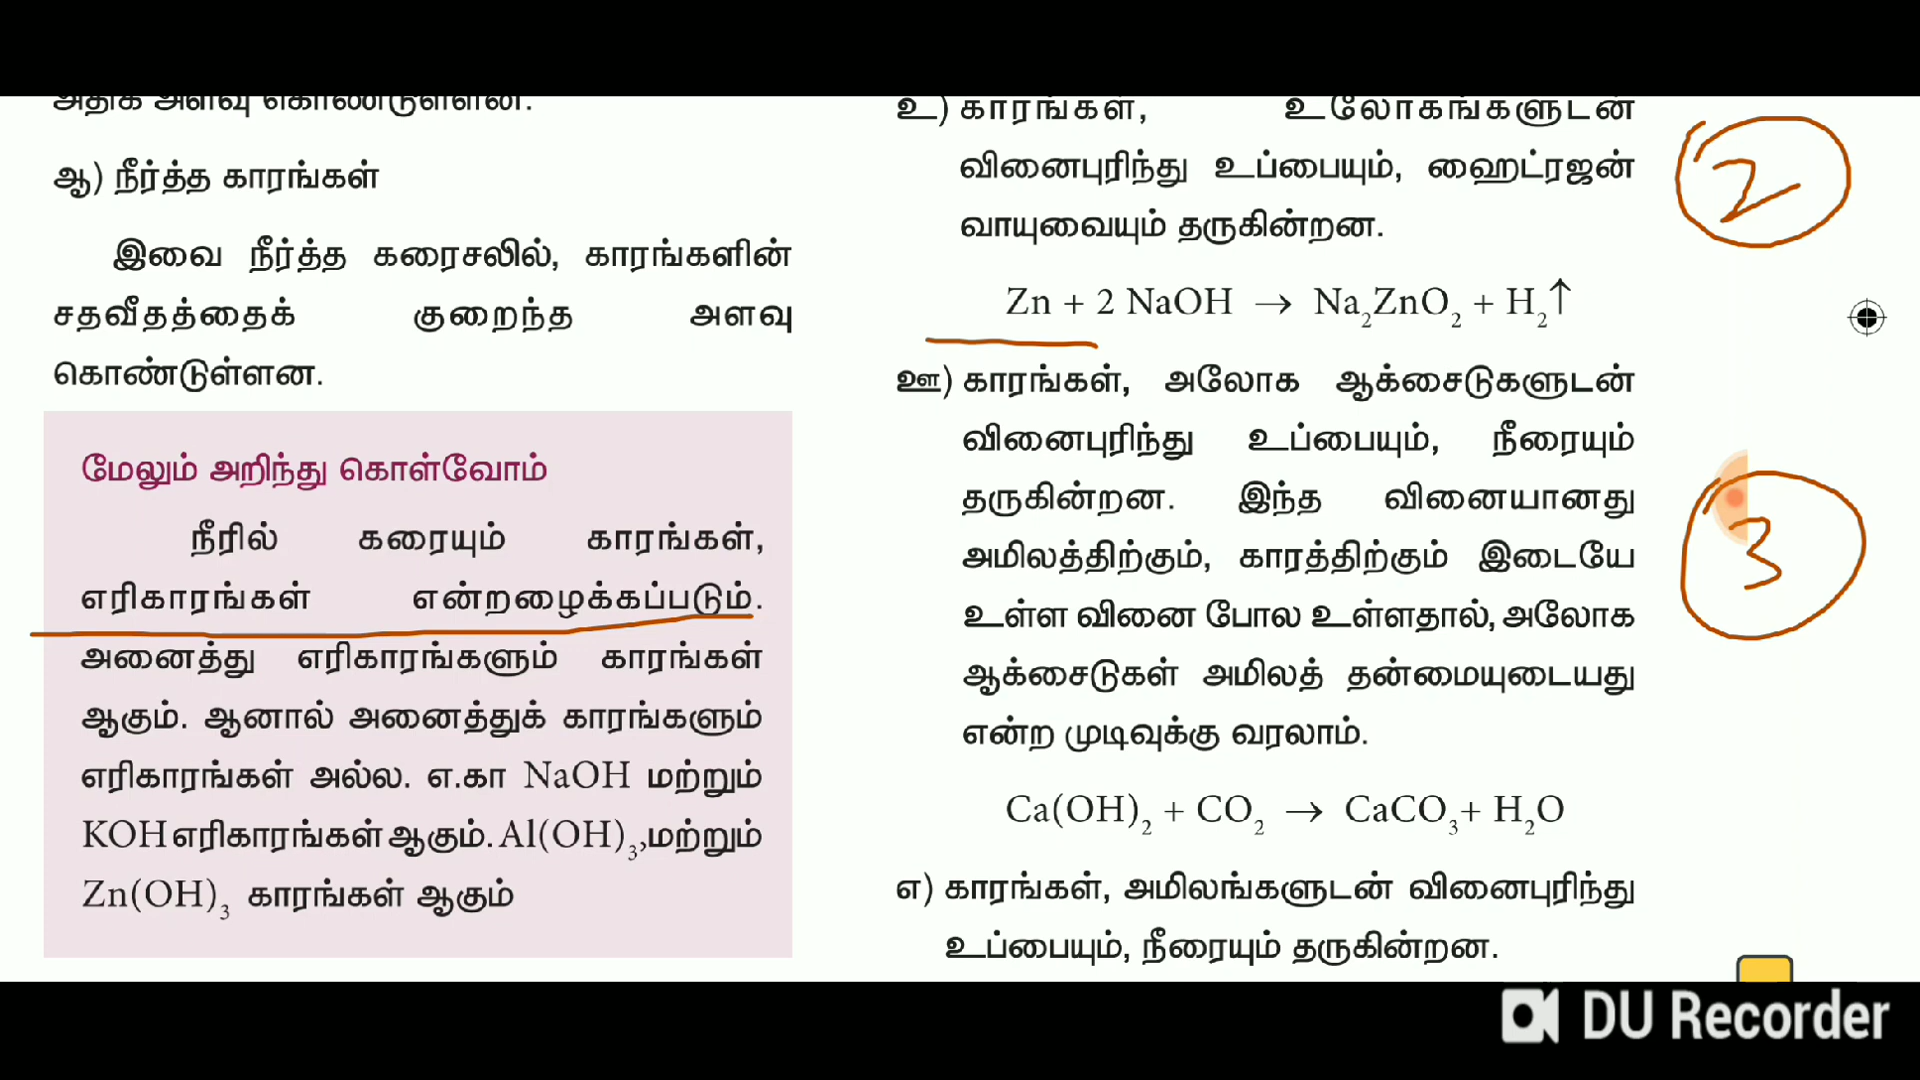 அதிக அளவு கொண்டுள்ளன.
ஆ) நீர்த்த காரங்கள்
இவை நீர்த்த கரைசலில், காரங்களின்
சதவீதத்தைக் குறைந்த அளவு
கொண்டுள்ளன.
மேலும் அறிந்து கொள்வோம்
நீரில் கரையும் காரங்கள்,
எரிகாரங்கள் என்றழைக்கப்படும்.
அனைத்து எரிகாரங்களும் காரங்கள்
ஆகும். ஆனால் அனைத்துக் காரங்களும்
எரிகாரங்கள் அல்ல. எ.கா NaOH மற்றும்
KOH எரிகாரங்கள் ஆகும். Al(OH)₃,மற்றும்
Zn(OH)₃ காரங்கள் ஆகும்
உ) காரங்கள், உலோகங்களுடன்
வினைபுரிந்து உப்பையும், ஹைட்ரஜன்
வாயுவையும் தருகின்றன.
Zn + 2 NaOH → Na₂ZnO₂ + H₂↑
ஊ) காரங்கள், அலோக ஆக்சைடுகளுடன்
வினைபுரிந்து உப்பையும், நீரையும்
தருகின்றன. இந்த வினையானது
அமிலத்திற்கும், காரத்திற்கும் இடையே
உள்ள வினை போல உள்ளதால், அலோக
ஆக்சைடுகள் அமிலத் தன்மையுடையது
என்ற முடிவுக்கு வரலாம்.
Ca(OH)₂ + CO₂ → CaCO₃+ H₂O
எ) காரங்கள், அமிலங்களுடன் வினைபுரிந்து
உப்பையும், நீரையும் தருகின்றன.
2
3
DU Recorder